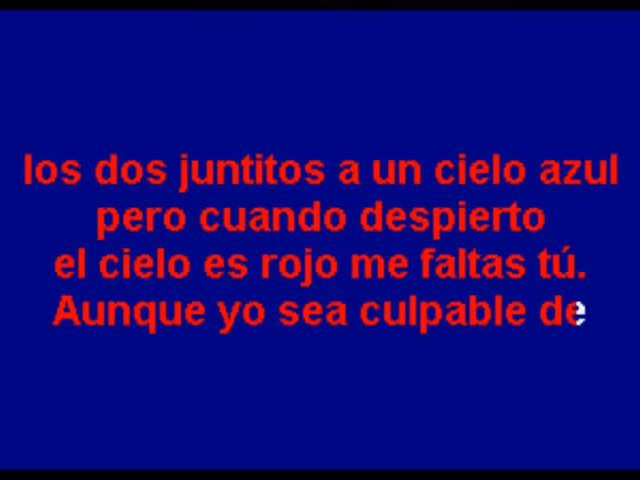 los dos juntitos a un cielo azul
pero cuando despierto
el cielo es rojo me faltas tú.
Aunque yo sea culpable de